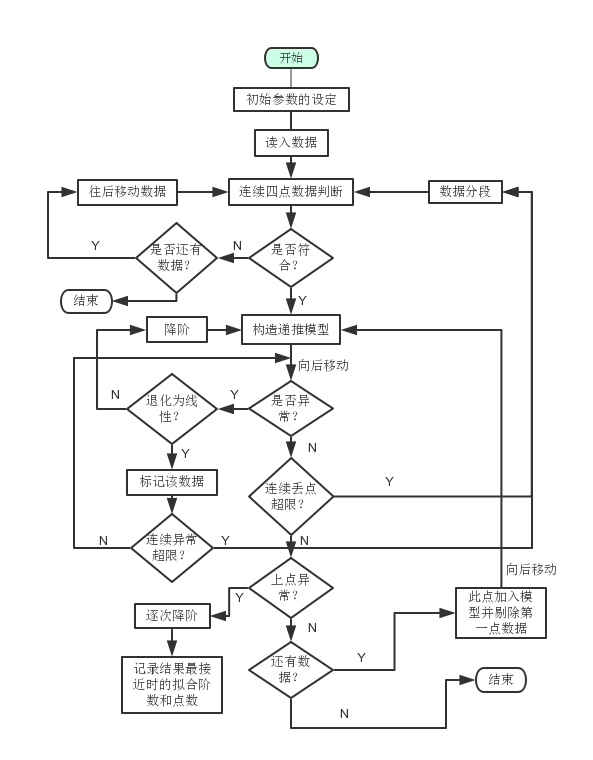 开始
初始参数的设定
读入数据
往后移动数据
连续四点数据判断
数据分段
Y
是否还有
数据？
N
是否符
合？
结束
Y
降阶
构造递推模型
向后移动
N
退化为线
性？
Y
是否异
常？
N
Y
标记该数据
连续丢点
超限？
Y
N
连续异常
超限？
Y
N
上点异
常？
向后移动
Y
逐次降阶
N
此点加入模
型并剔除第
一点数据
记录结果最接
近时的拟合阶
数和点数
还有数
据？
Y
结束
N